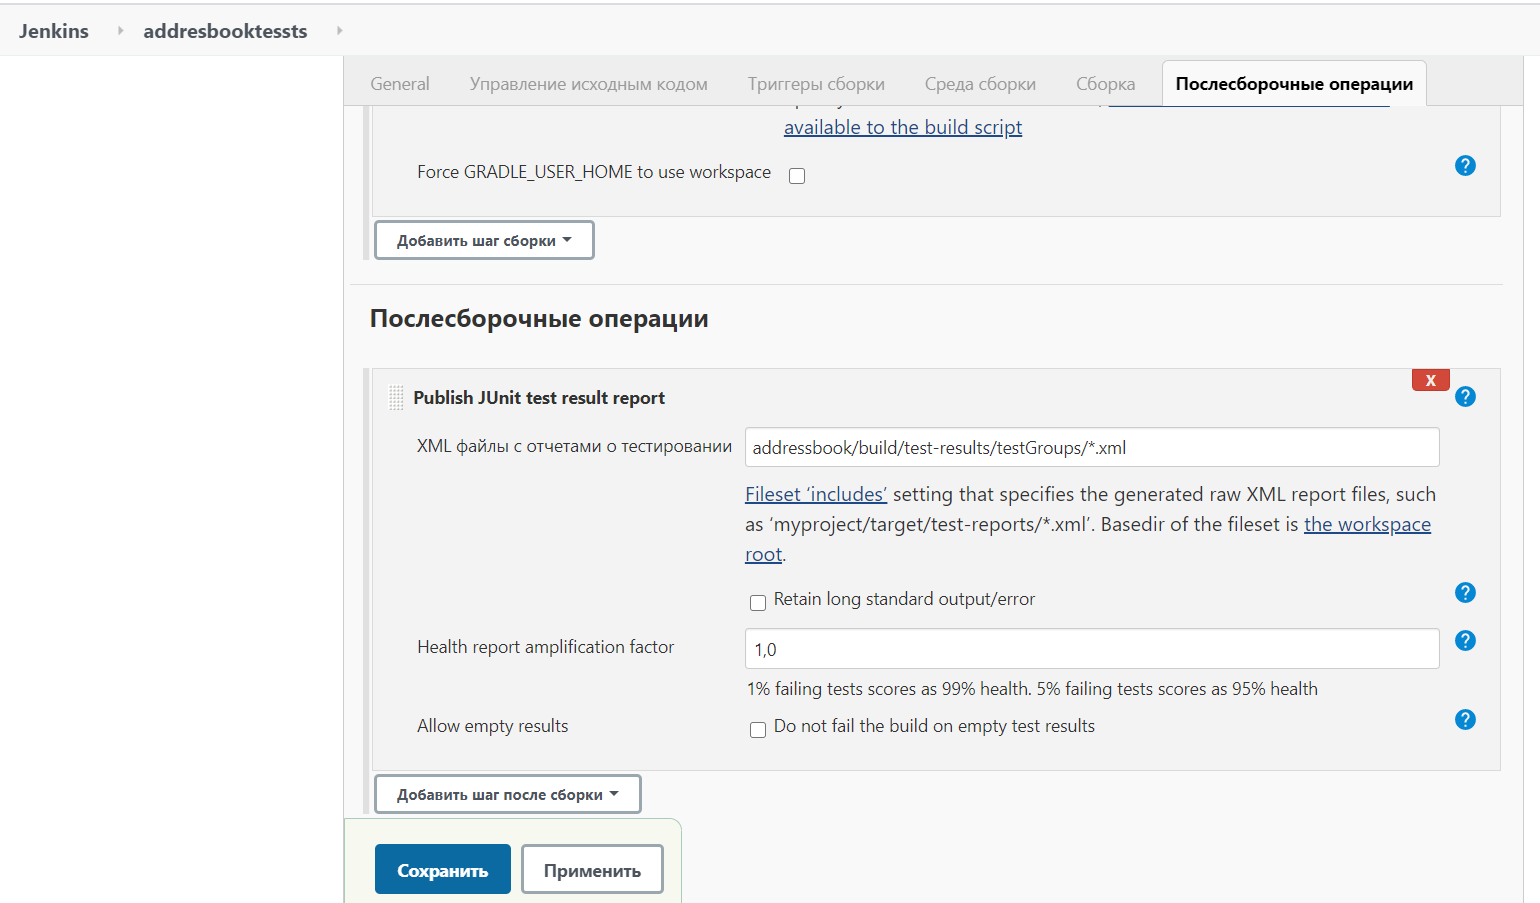 Jenkins addresbooktessts
General Управление исходным кодом Триггеры сборки Среда сборки Сборка Послесборочные операции
available to the build script
Force GRADLE_USER_HOME to use workspace
Добавить шаг сборки
Послесборочные операции
X
Publish JUnit test result report
XML файлы с отчетами о тестировании addressbook/build/test-results/testGroups/*.xml
Fileset ‘includes’ setting that specifies the generated raw XML report files, such
as ‘myproject/target/test-reports/*.xml’. Basedir of the fileset is the workspace
root.
Retain long standard output/error
Health report amplification factor 1,0
1% failing tests scores as 99% health. 5% failing tests scores as 95% health
Allow empty results Do not fail the build on empty test results
Добавить шаг после сборки
Сохранить Применить